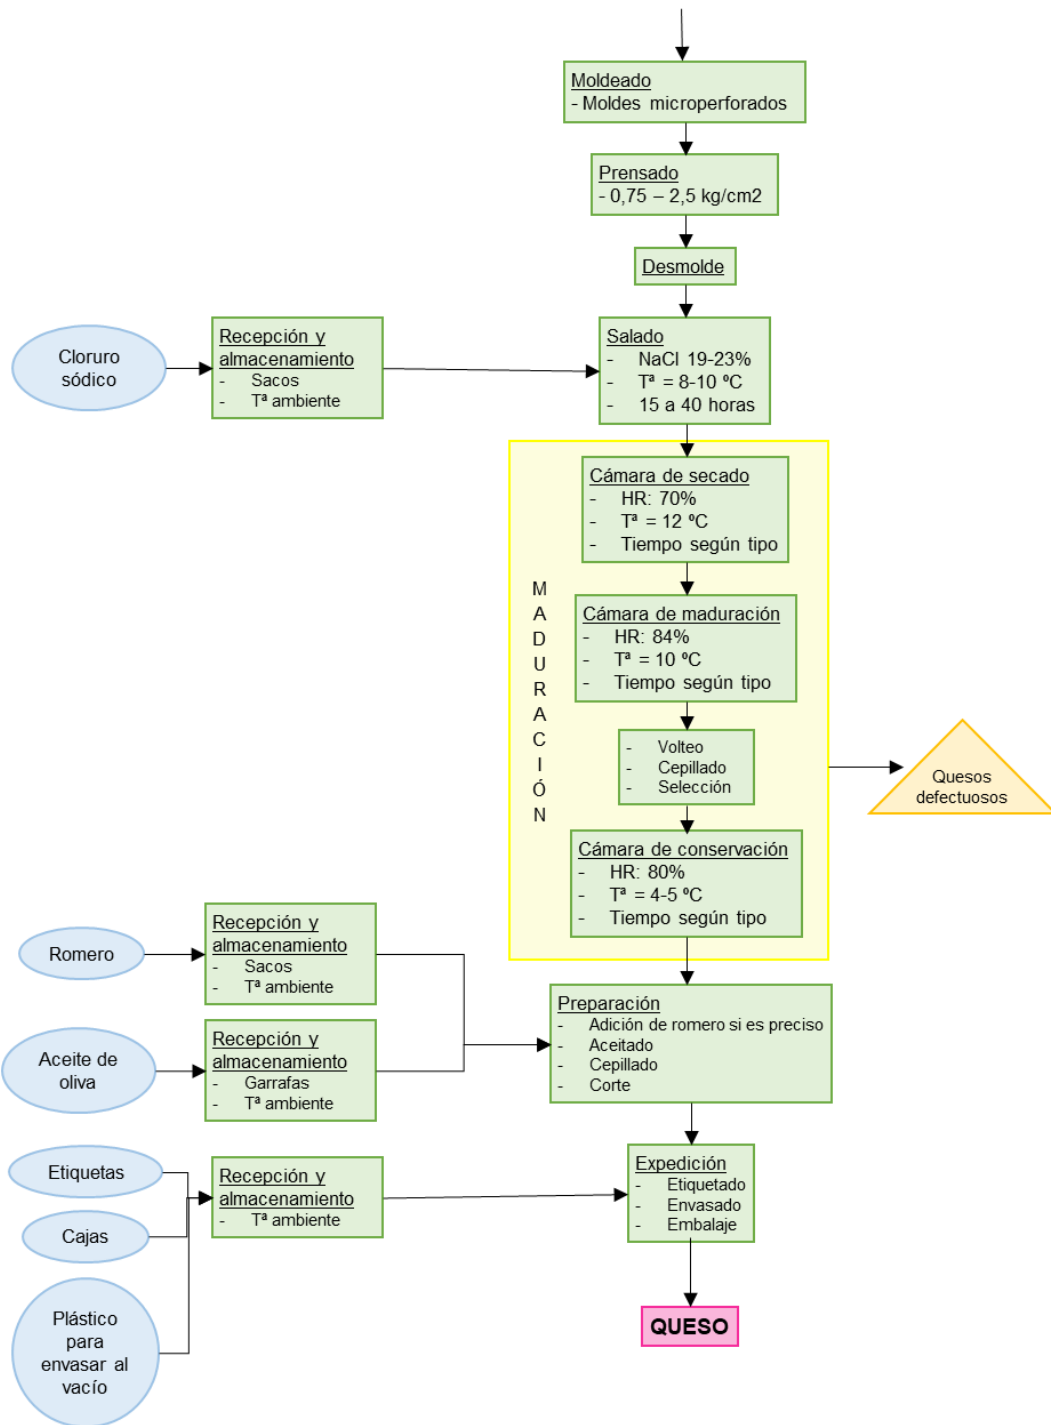 Moldeado
- Moldes microperforados
Prensado
- 0,75 – 2,5 kg/cm2
Desmolde
Cloruro
sódico
Recepción y
almacenamiento
- Sacos
- Tª ambiente
Salado
- NaCl 19-23%
- Tª = 8-10 ºC
- 15 a 40 horas
MADURACIÓN
Cámara de secado
- HR: 70%
- Tª = 12 ºC
- Tiempo según tipo
Cámara de maduración
- HR: 84%
- Tª = 10 ºC
- Tiempo según tipo
- Volteo
- Cepillado
- Selección
Quesos
defectuosos
Cámara de conservación
- HR: 80%
- Tª = 4-5 ºC
- Tiempo según tipo
Romero
Recepción y
almacenamiento
- Sacos
- Tª ambiente
Aceite de
oliva
Recepción y
almacenamiento
- Garrafas
- Tª ambiente
Preparación
- Adición de romero si es preciso
- Aceitado
- Cepillado
- Corte
Etiquetas
Cajas
Plástico
para
envasar al
vacío
Recepción y
almacenamiento
- Tª ambiente
Expedición
- Etiquetado
- Envasado
- Embalaje
QUESO